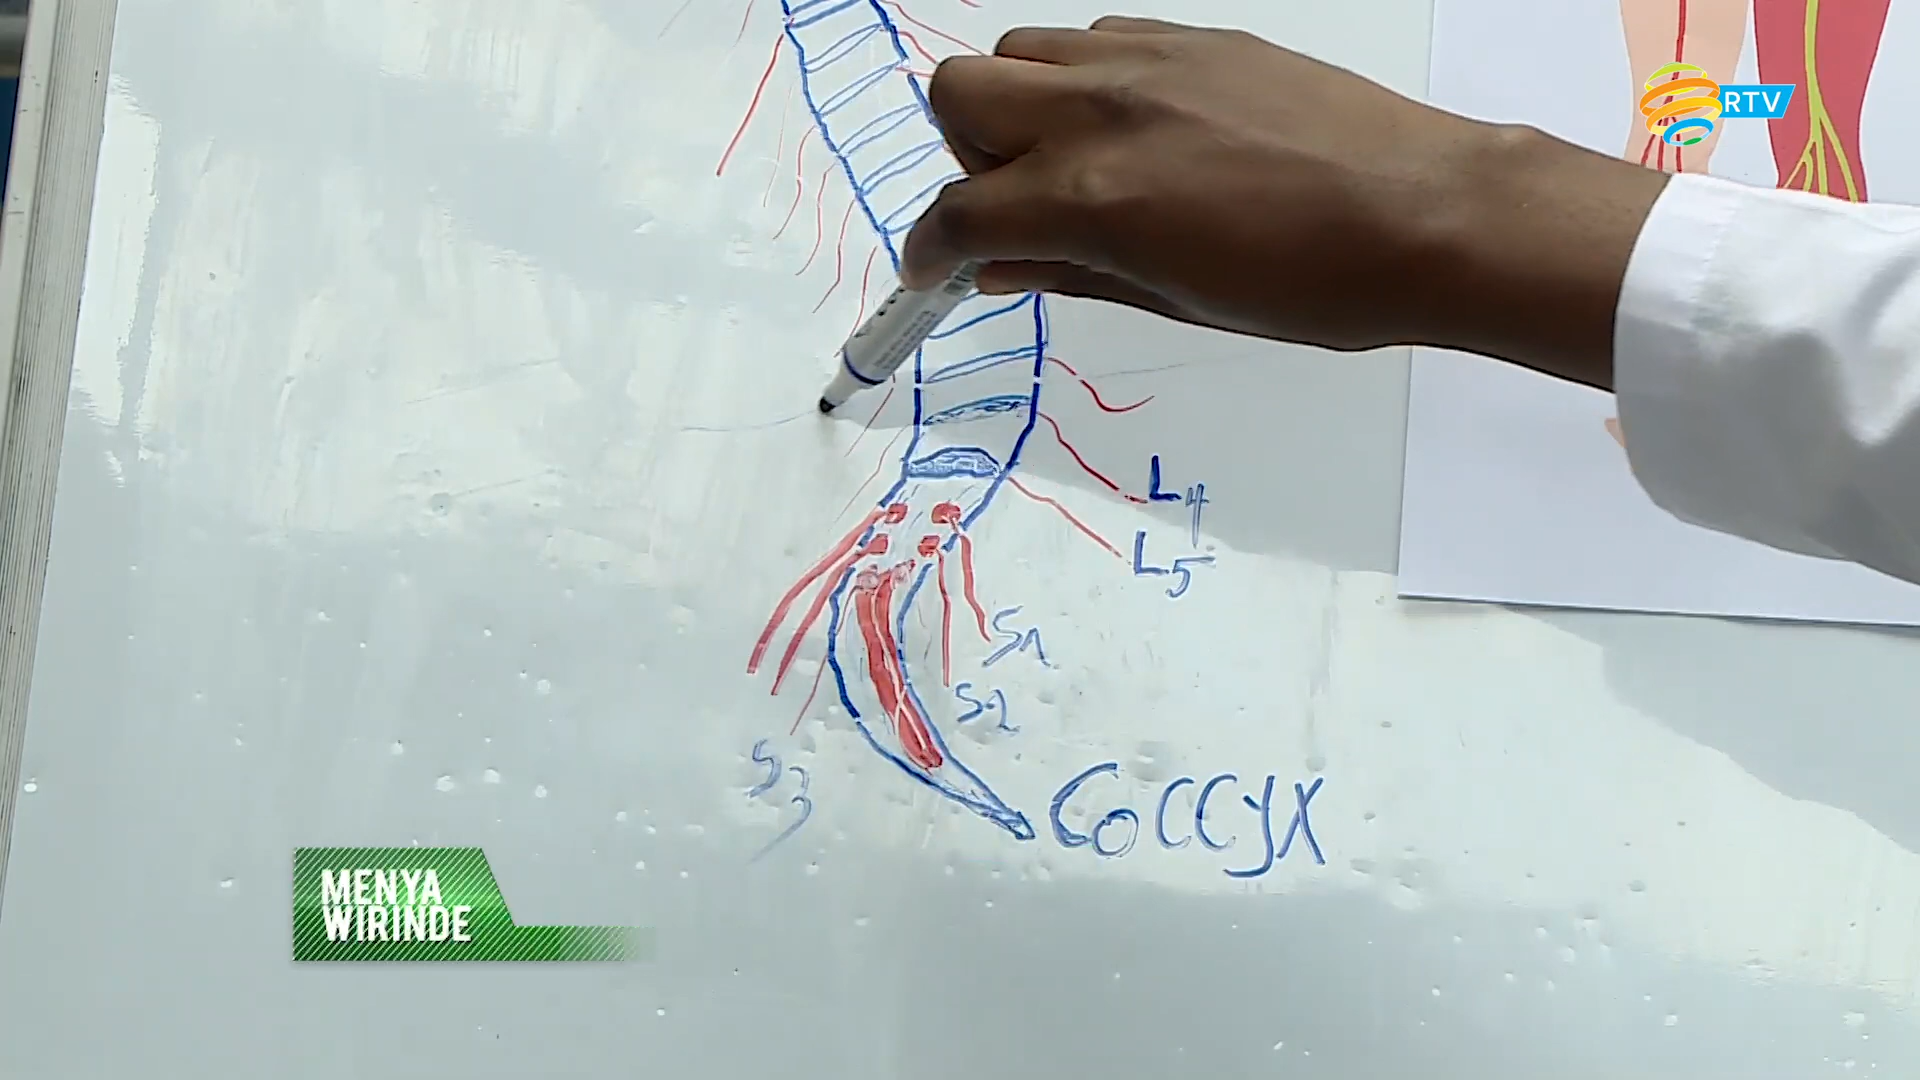 RTV
L4
L5
S1
S2
S3
COCCYX
MENYA
WIRINDE